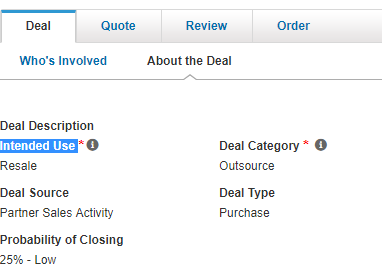 Deal Quote Review Order
Who's Involved About the Deal
Deal Description
Intended Use * Deal Category *
Resale Outsource
Deal Source Deal Type
Partner Sales Activity Purchase
Probability of Closing
25% - Low